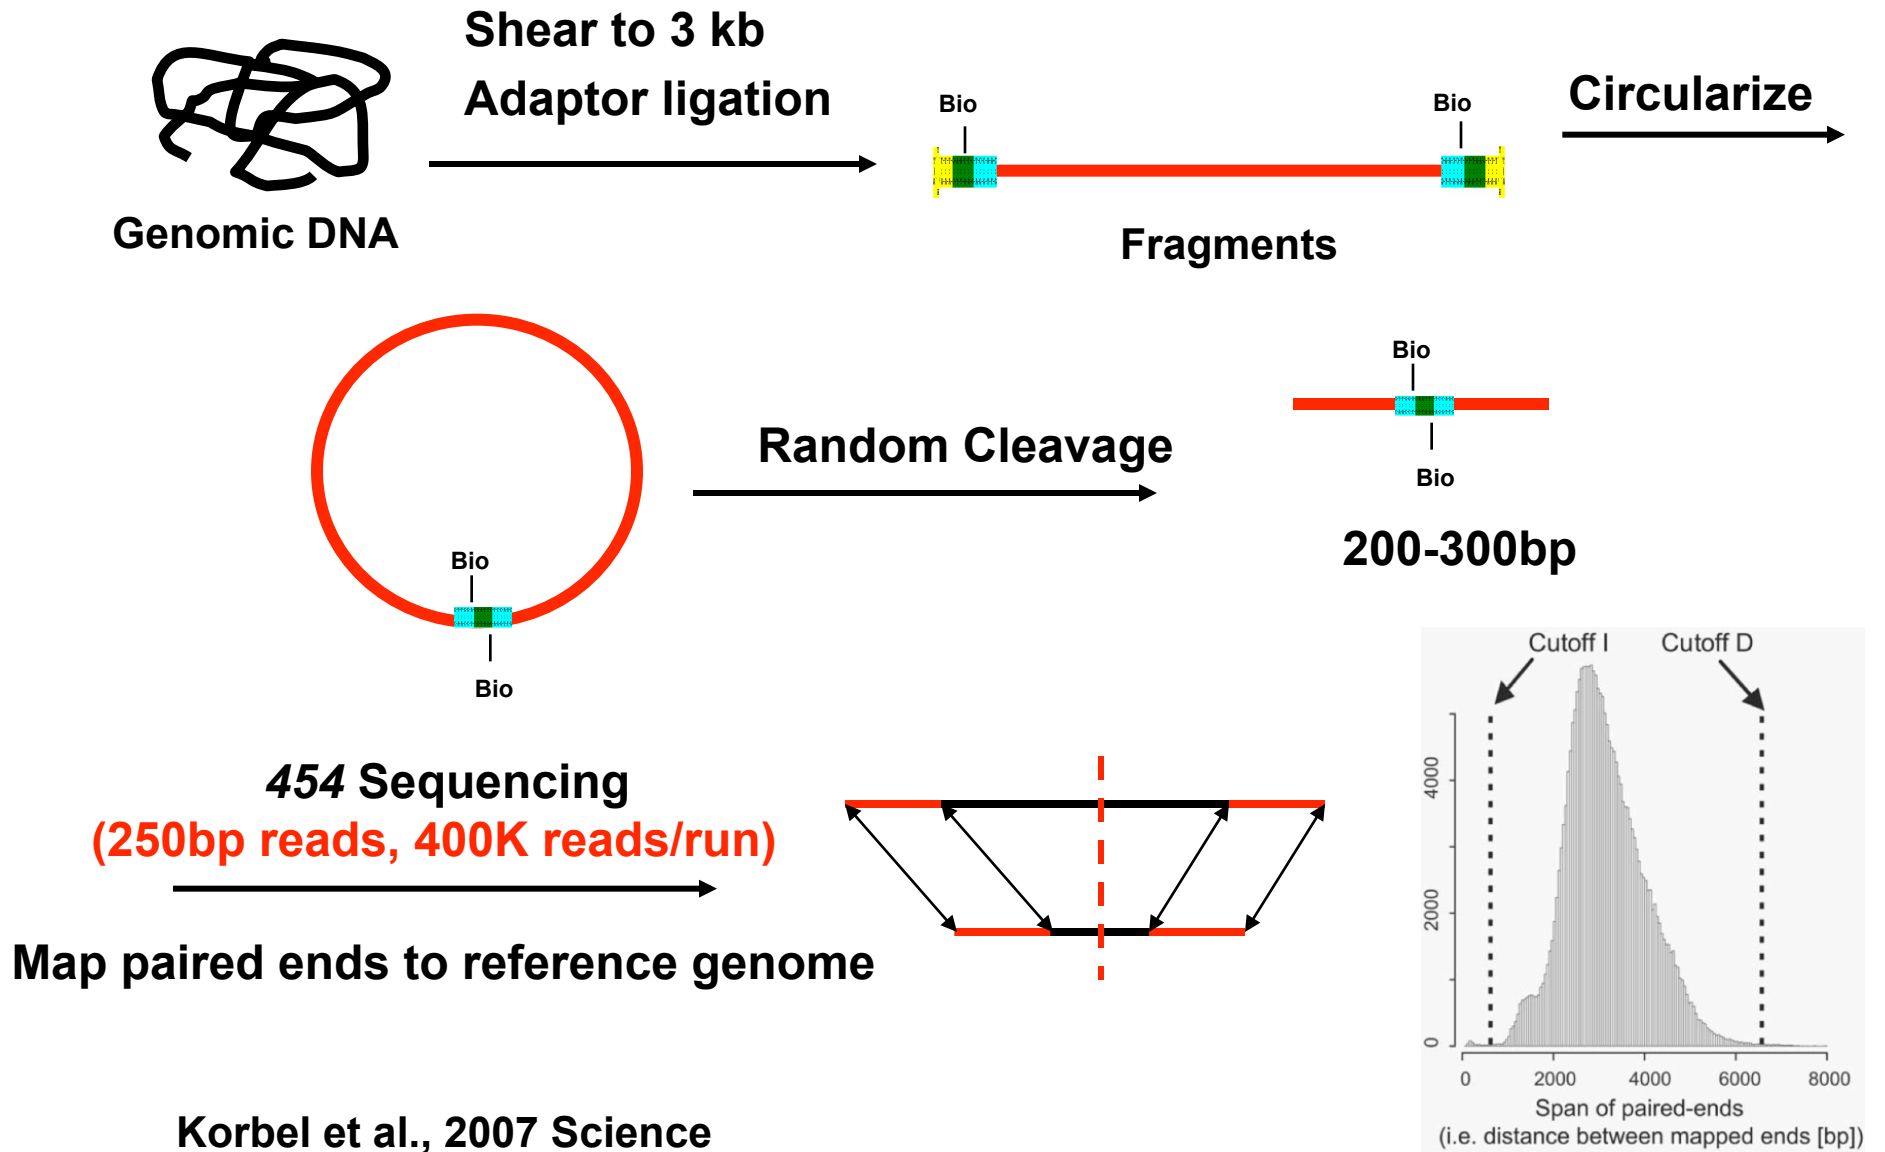 Shear to 3 kb
Adaptor ligation
Bio
Bio
Circularize
Genomic DNA
Fragments
Bio
Random Cleavage
Bio
200-300bp
Bio
Bio
454 Sequencing
(250bp reads, 400K reads/run)
Map paired ends to reference genome
Cutoff I
Cutoff D
4000
2000
0
0 2000 4000 6000 8000
Span of paired-ends
(i.e. distance between mapped ends [bp])
Korbel et al., 2007 Science